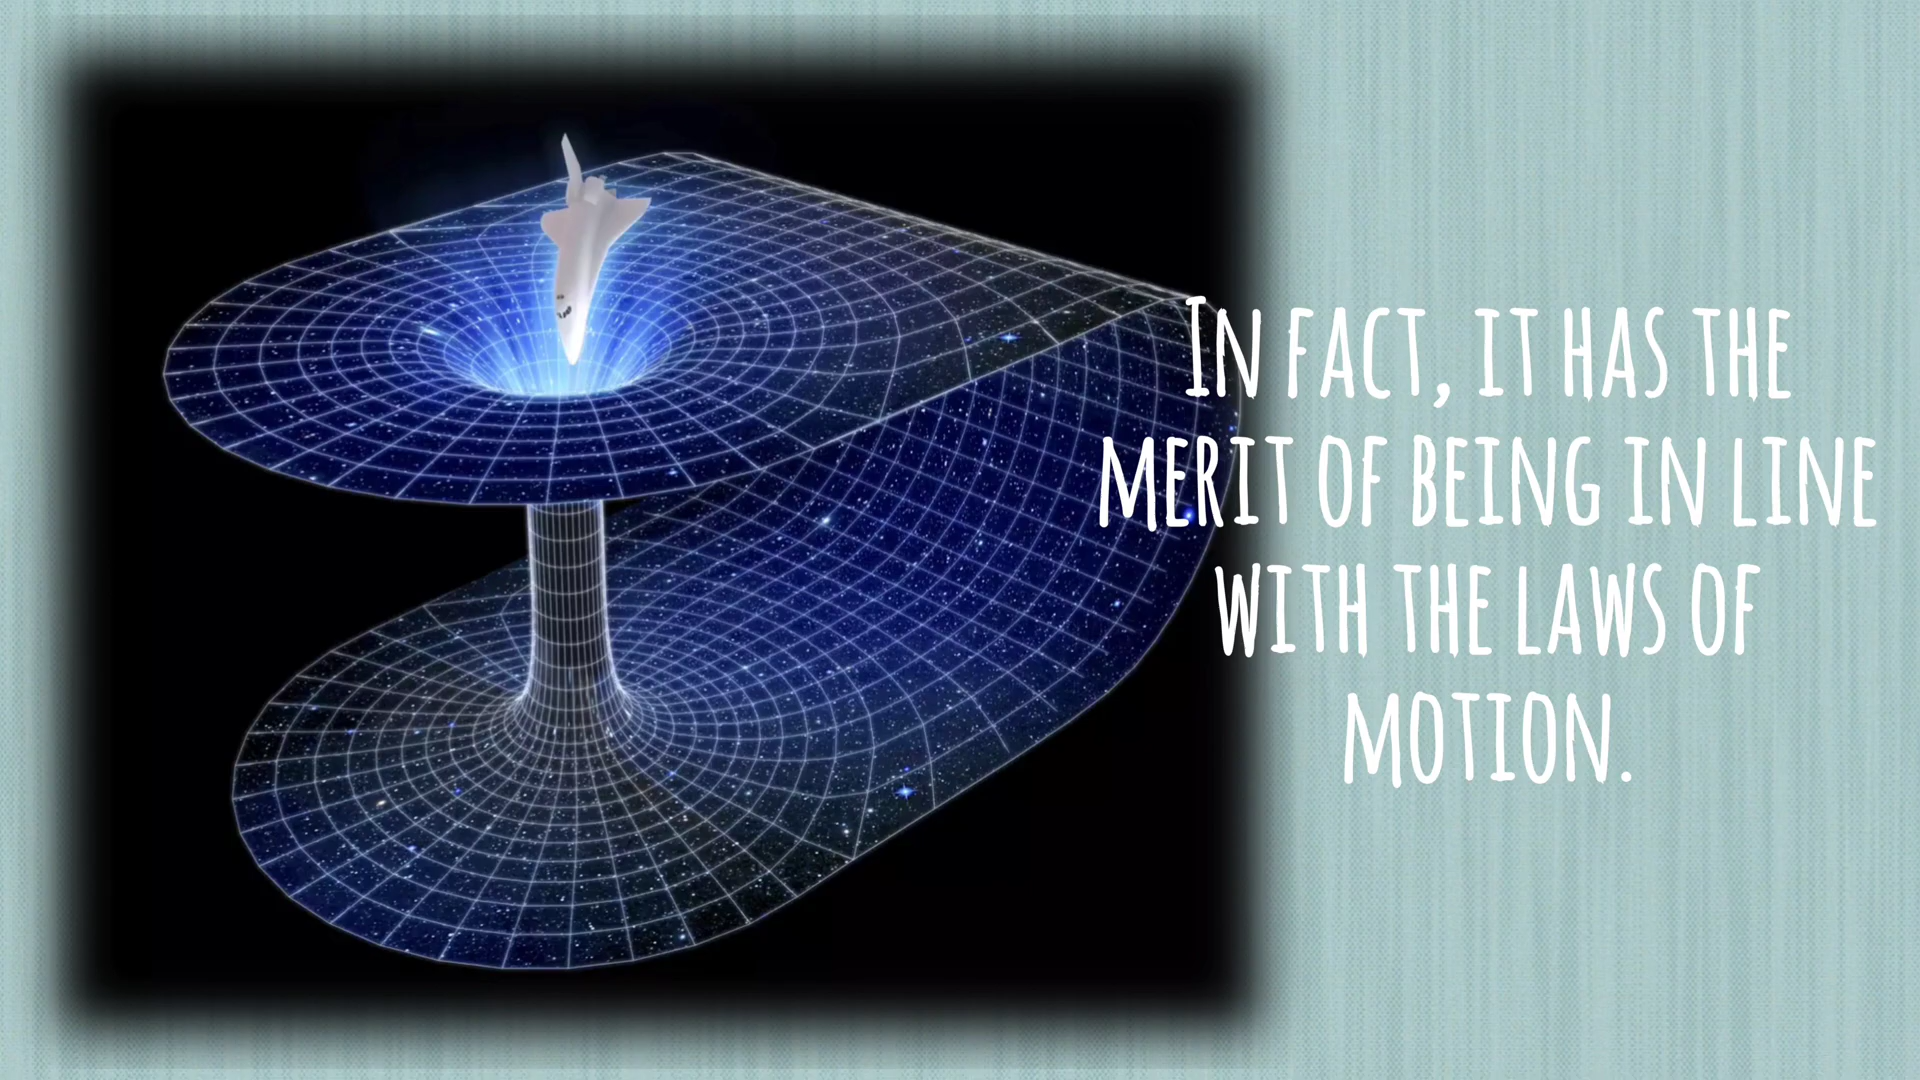 In fact, it has the
merit of being in line
with the laws of
motion.